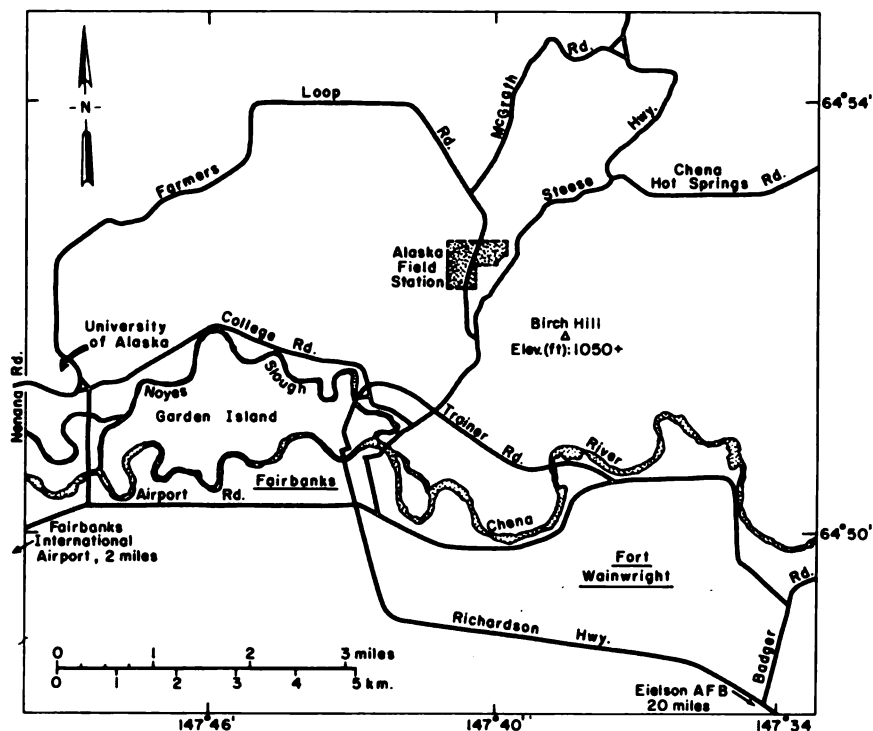 Loop
Rd.
McGrath
Rd.
-N-
64°54'
Hwy.
Steese
Chena
Hot Springs Rd.
Farmers
Alaska
Field
Station
Birch Hill
Elev.(ft): 1050+
University
of Alaska
College
Rd.
Nenana Rd.
Noyes
Slough
Garden Island
Trainer
Rd.
River
Fairbanks
Airport
Rd.
Chena
Fairbanks
International
Airport, 2 miles
64°50'
Fort
Wainwright
Rd.
Richardson
Hwy.
Badger
0 1 2 3 miles
0 1 2 3 4 5 km.
Eielson AFB
20 miles
147°46'
147°40'
147°34